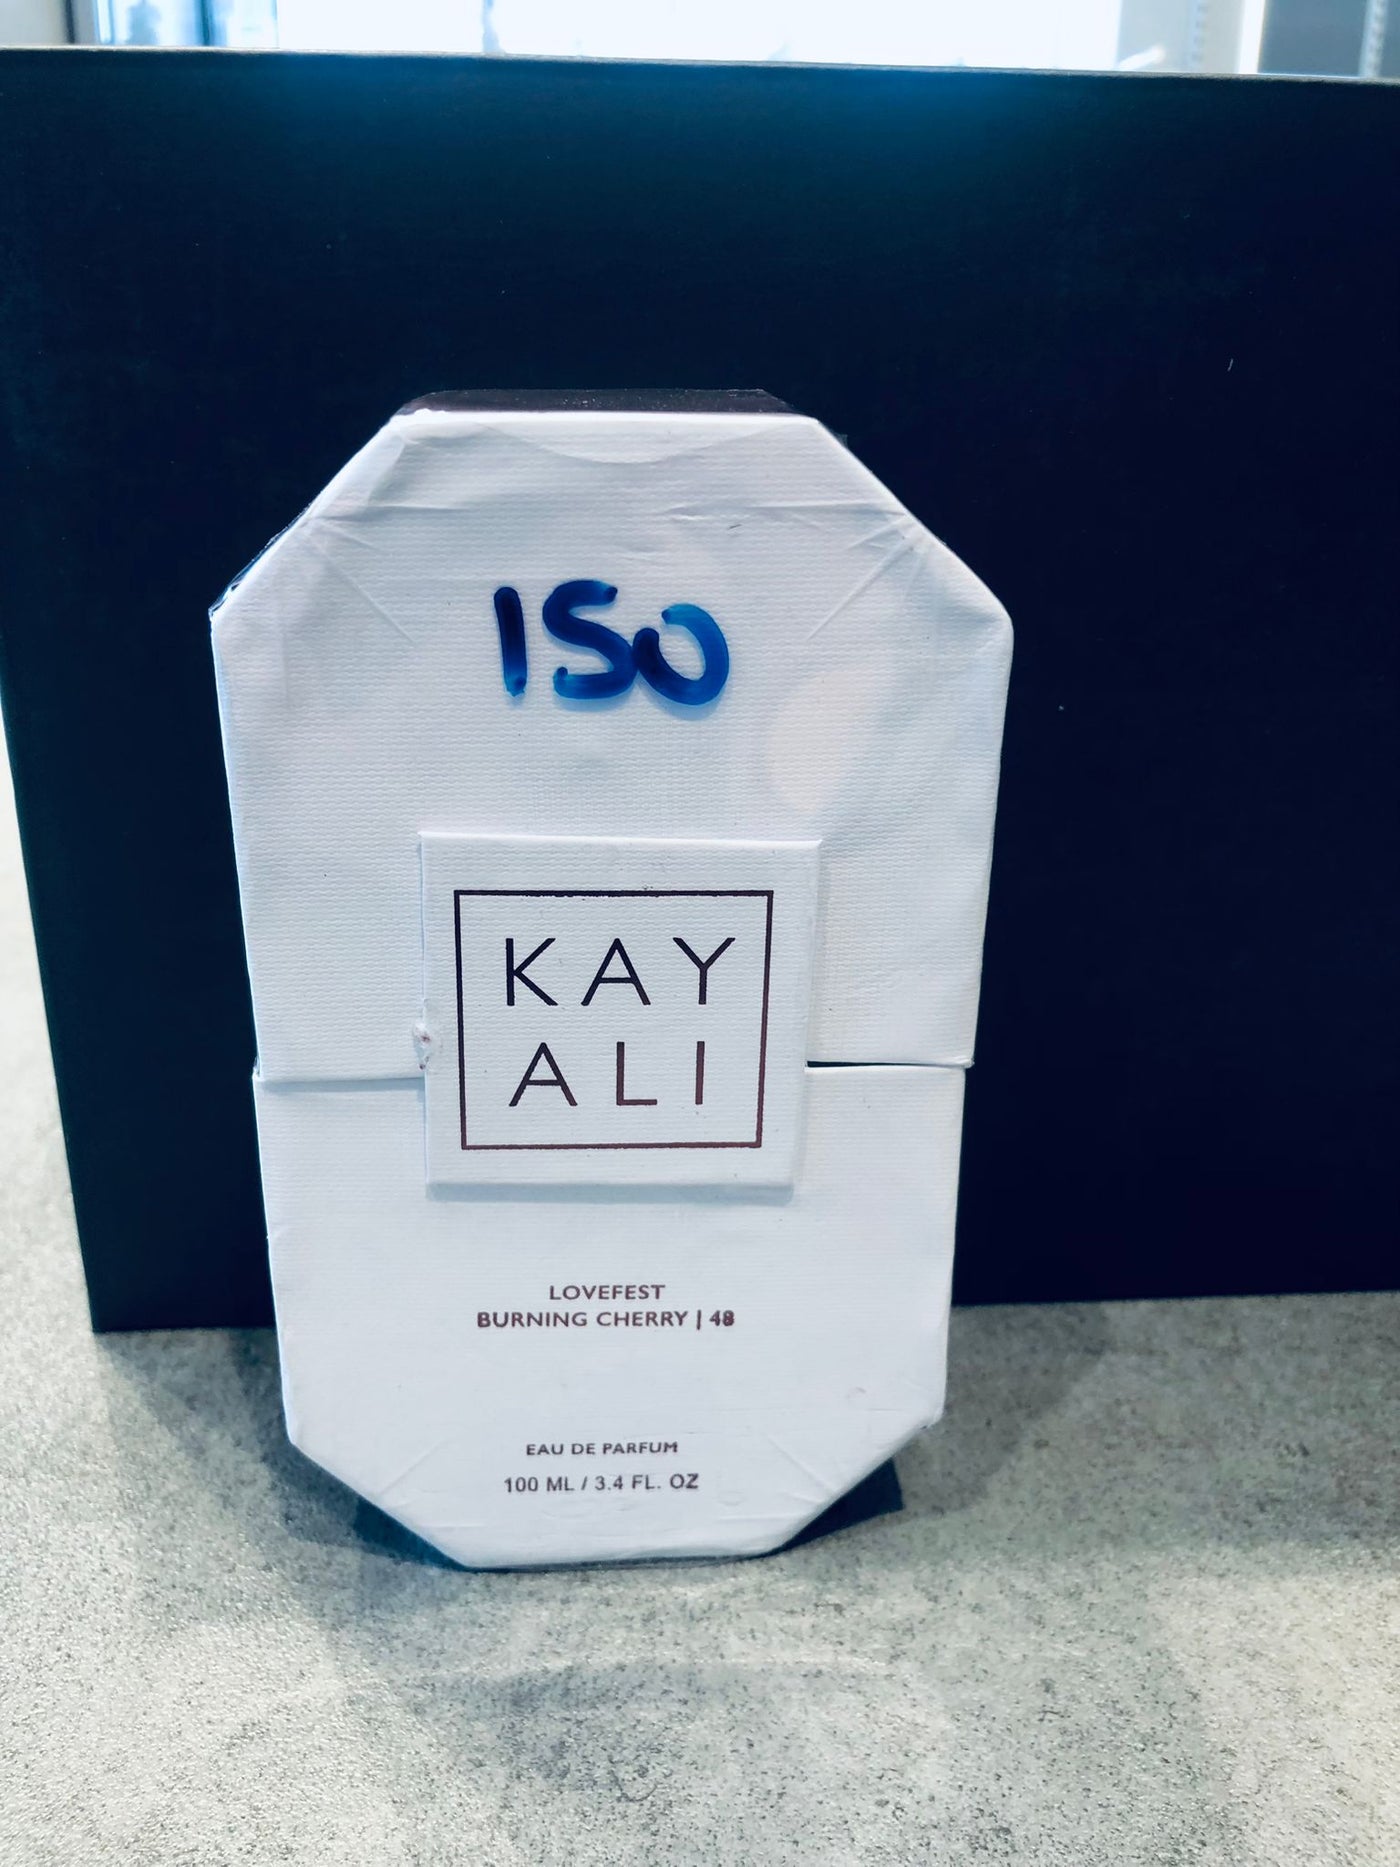 150
KAY
ALI
LOVEFEST
BURNING CHERRY | 48
EAU DE PARFUM
100 ML / 3.4 FL. OZ